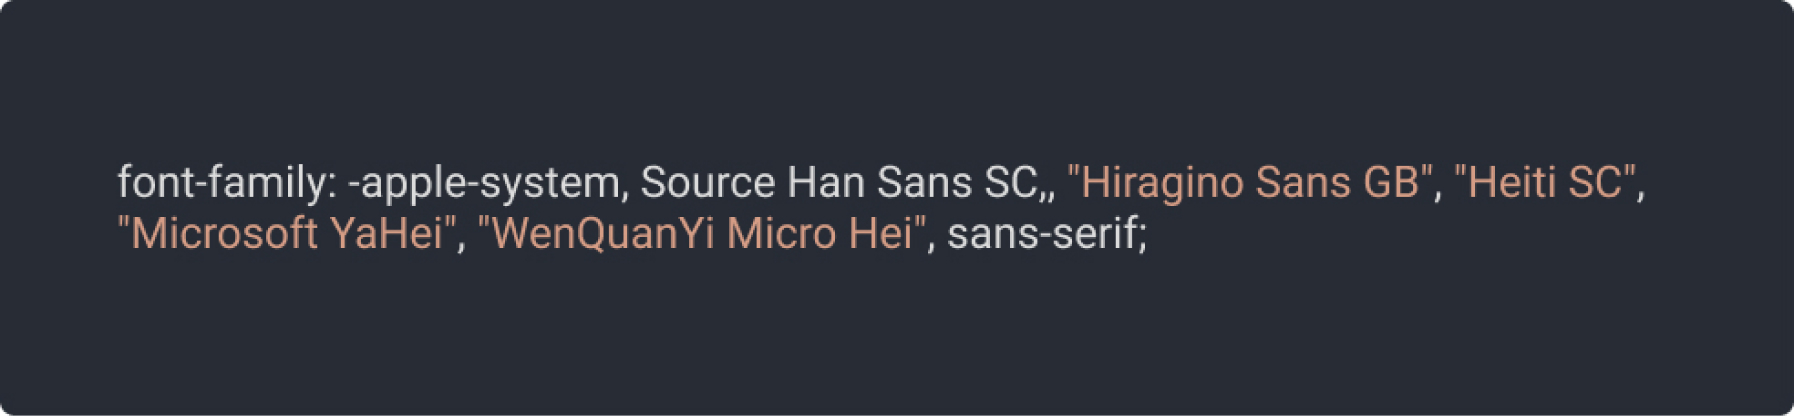 font-family: -apple-system, Source Han Sans SC,, "Hiragino Sans GB", "Heiti SC",
"Microsoft YaHei", "WenQuanYi Micro Hei", sans-serif;